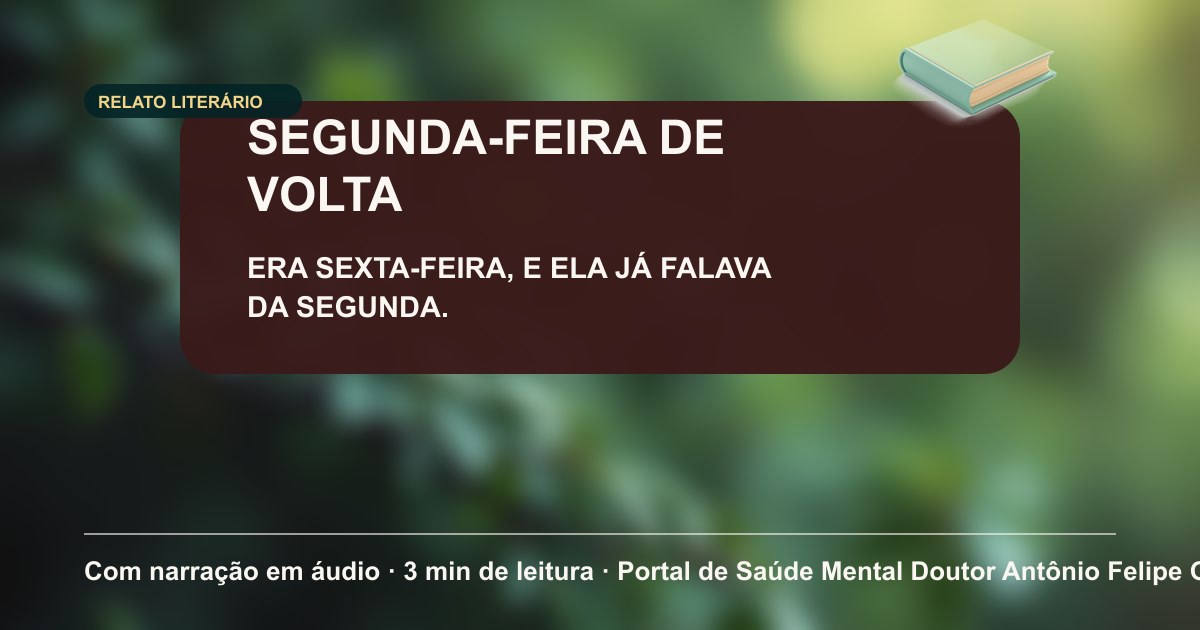 RELATO LITERÁRIO
SEGUNDA-FEIRA DE
VOLTA
ERA SEXTA-FEIRA, E ELA JÁ FALAVA
DA SEGUNDA.
Com narração em áudio · 3 min de leitura · Portal de Saúde Mental Doutor Antônio Felipe